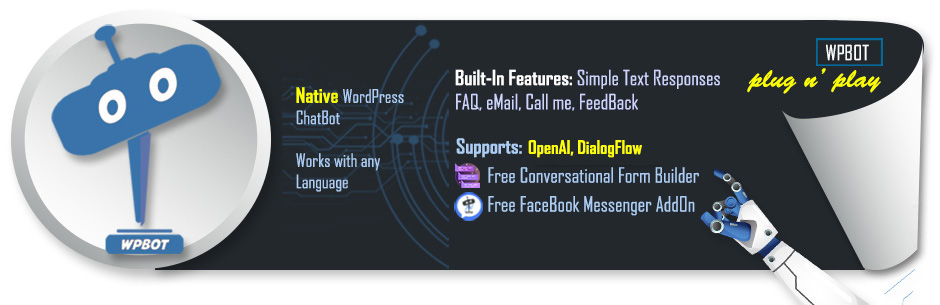 WPBOT
Native WordPress
ChatBot
Works with any
Language
Built-In Features: Simple Text Responses
FAQ, eMail, Call me, FeedBack
Supports: OpenAI, DialogFlow
Free Conversational Form Builder
Free FaceBook Messenger AddOn
WPBOT
plug n' play